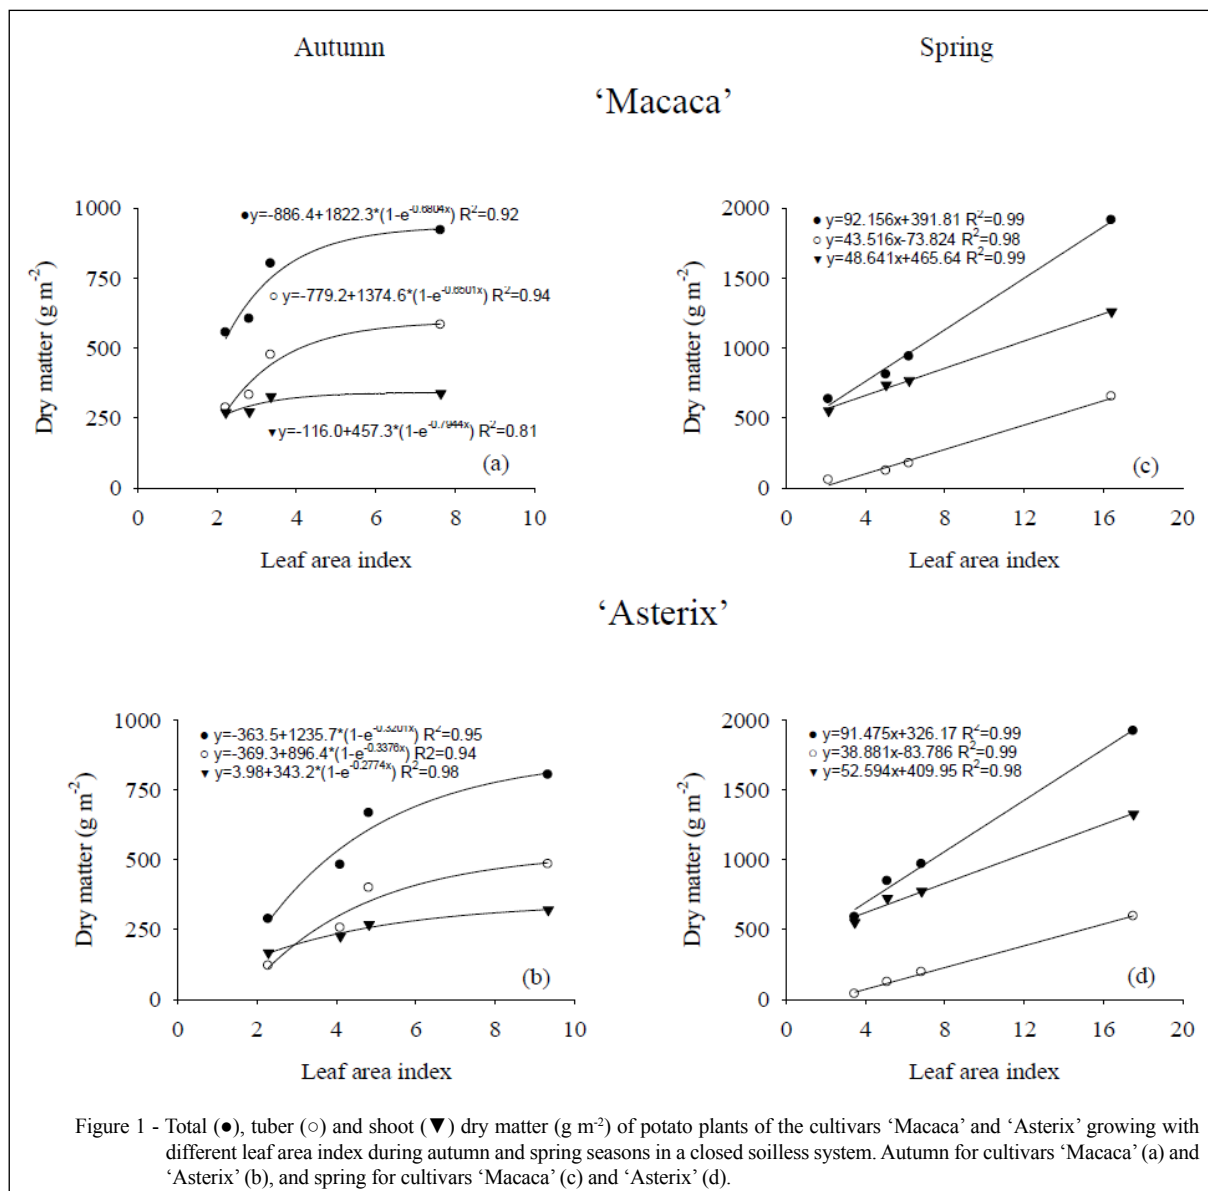 Autumn
Spring
‘Macaca’
1000
750
500
250
0
0 2 4 6 8 10
Dry matter (g m⁻²)
Leaf area index
●y=-886.4+1822.3*(1-e^-0.6804x) R²=0.92
○ y=-779.2+1374.6*(1-e^-0.6501x) R²=0.94
▼y=-116.0+457.3*(1-e^-0.7944x) R²=0.81
(a)
2000
1500
1000
500
0
0 4 8 12 16 20
Dry matter (g m⁻²)
Leaf area index
● y=92.156x+391.81 R²=0.99
○ y=43.516x-73.824 R²=0.98
▼ y=48.641x+465.64 R²=0.99
(c)
‘Asterix’
1000
750
500
250
0
0 2 4 6 8 10
Dry matter (g m⁻²)
Leaf area index
● y=-363.5+1235.7*(1-e^-0.3201x) R²=0.95
○ y=-369.3+896.4*(1-e^-0.3376x) R2=0.94
▼ y=3.98+343.2*(1-e^-0.2774x) R²=0.98
(b)
2000
1500
1000
500
0
0 4 8 12 16 20
Dry matter (g m⁻²)
Leaf area index
● y=91.475x+326.17 R²=0.99
○ y=38.881x-83.786 R²=0.99
▼ y=52.594x+409.95 R²=0.98
(d)
Figure 1 - Total (●), tuber (○) and shoot (▼) dry matter (g m⁻²) of potato plants of the cultivars ‘Macaca’ and ‘Asterix’ growing with
different leaf area index during autumn and spring seasons in a closed soilless system. Autumn for cultivars ‘Macaca’ (a) and
‘Asterix’ (b), and spring for cultivars ‘Macaca’ (c) and ‘Asterix’ (d).